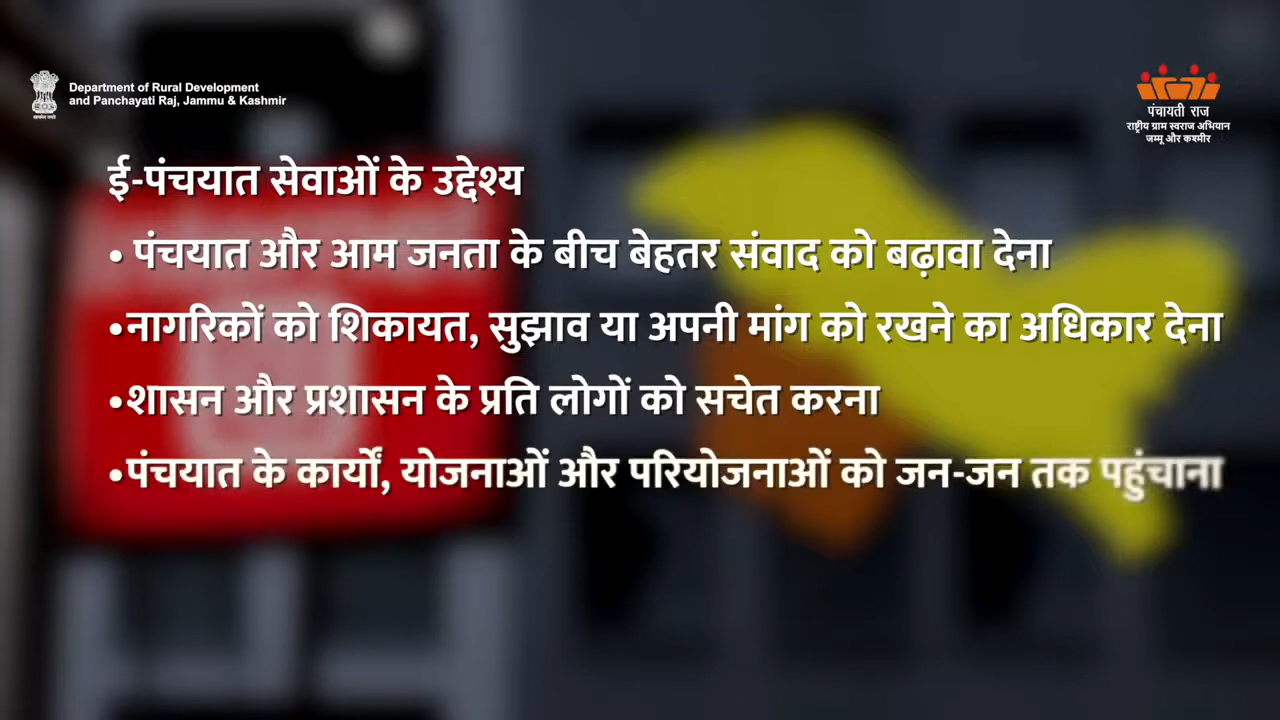 Department of Rural Development
and Panchayati Raj, Jammu & Kashmir
पंचायती राज
राष्ट्रीय ग्राम स्वराज अभियान
जम्मू और कश्मीर
ई-पंचयात सेवाओं के उद्देश्य
• पंचयात और आम जनता के बीच बेहतर संवाद को बढ़ावा देना
•नागरिकों को शिकायत, सुझाव या अपनी मांग को रखने का अधिकार देना
•शासन और प्रशासन के प्रति लोगों को सचेत करना
•पंचयात के कार्यों, योजनाओं और परियोजनाओं को जन-जन तक पहुंचाना